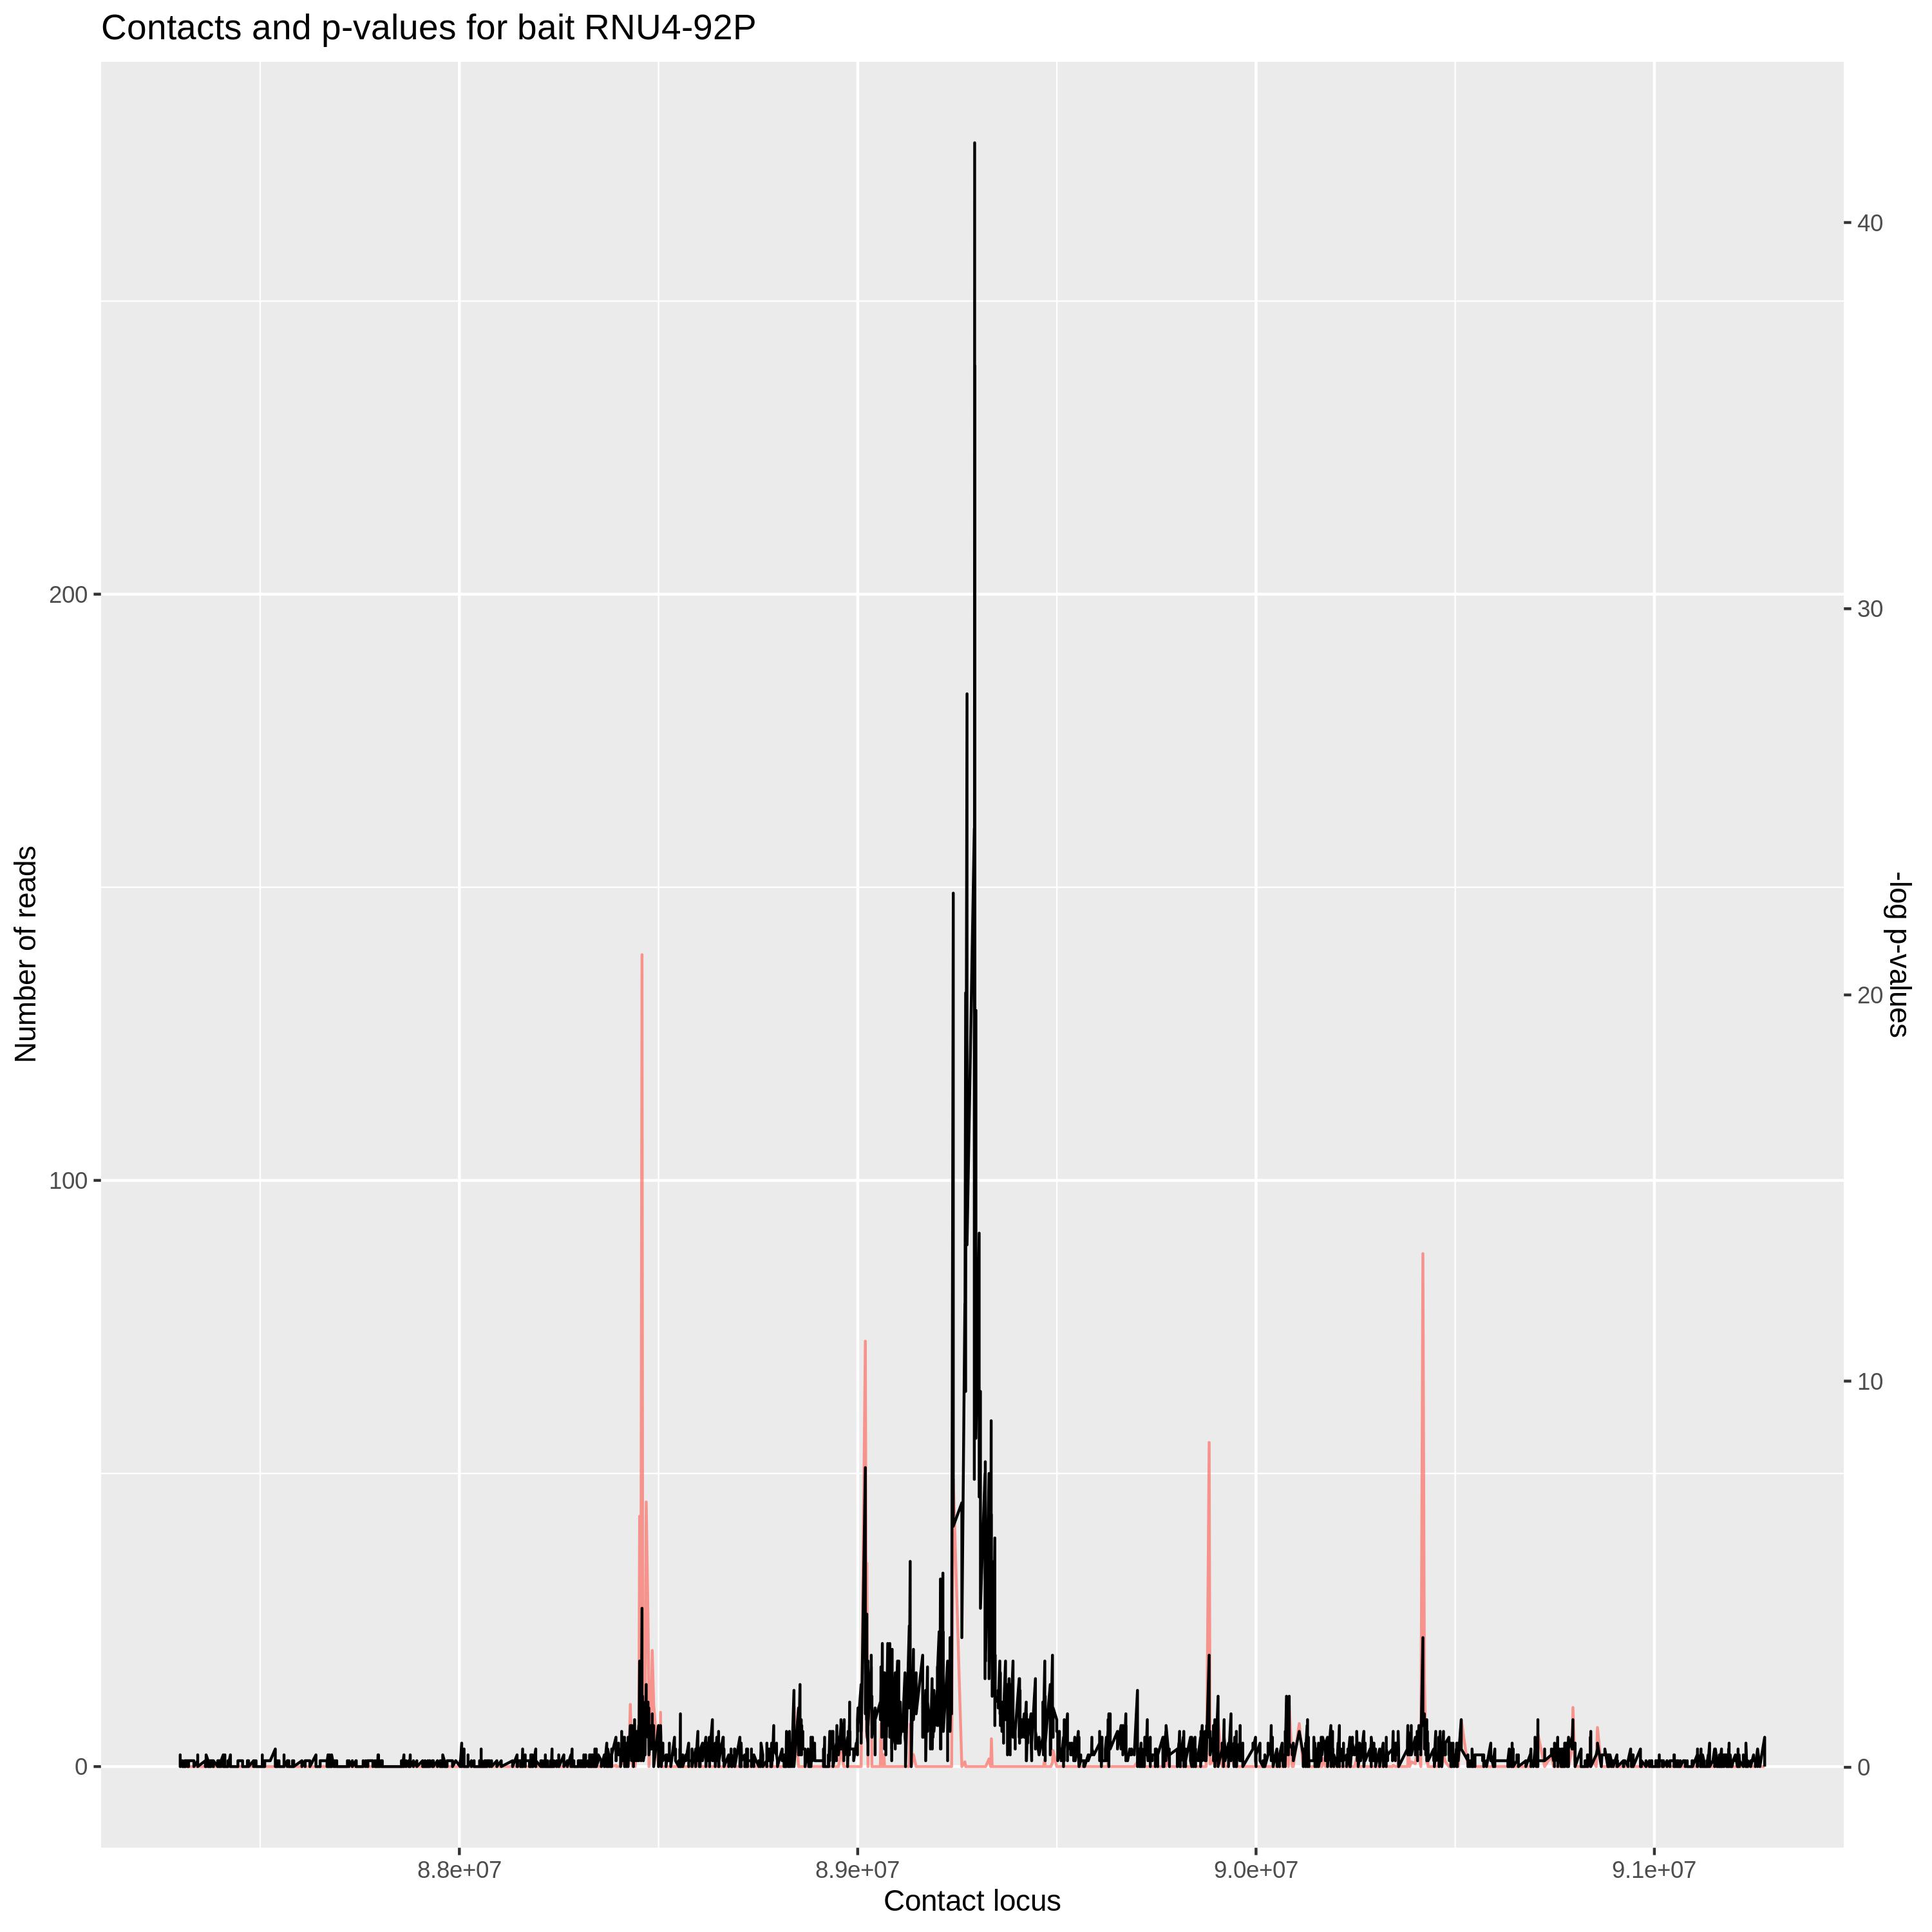 Contacts and p-values for bait RNU4-92P
40
200
30
Number of reads
-log p-values
20
100
10
0
0
8.8e+07
8.9e+07
9.0e+07
9.1e+07
Contact locus